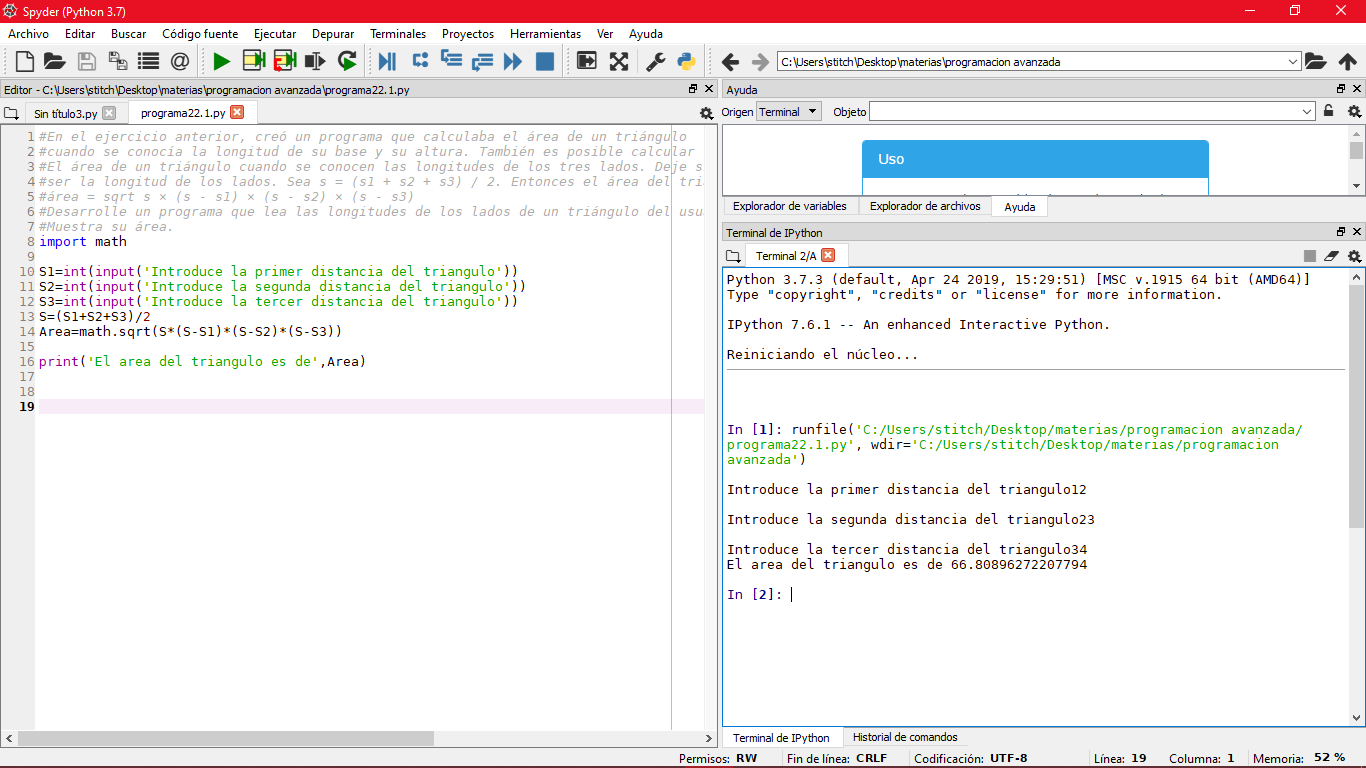 Spyder (Python 3.7)
Archivo Editar Buscar Código fuente Ejecutar Depurar Terminales Proyectos Herramientas Ver Ayuda
C:\Users\stitch\Desktop\materias\programacion avanzada
Editor - C:\Users\stitch\Desktop\materias\programacion avanzada\programa22.1.py
Sin título3.py programa22.1.py
1 #En el ejercicio anterior, creó un programa que calculaba el área de un triángulo
2 #cuando se conocía la longitud de su base y su altura. También es posible calcular
3 #El área de un triángulo cuando se conocen las longitudes de los tres lados. Deje s
4 #ser la longitud de los lados. Sea s = (s1 + s2 + s3) / 2. Entonces el área del tri
5 #área = sqrt s × (s - s1) × (s - s2) × (s - s3)
6 #Desarrolle un programa que lea las longitudes de los lados de un triángulo del usu
7 #Muestra su área.
8 import math
9
10 S1=int(input('Introduce la primer distancia del triangulo'))
11 S2=int(input('Introduce la segunda distancia del triangulo'))
12 S3=int(input('Introduce la tercer distancia del triangulo'))
13 S=(S1+S2+S3)/2
14 Area=math.sqrt(S*(S-S1)*(S-S2)*(S-S3))
15
16 print('El area del triangulo es de',Area)
17
18
19
Ayuda
Origen Terminal Objeto
Uso
Explorador de variables Explorador de archivos Ayuda
Terminal de IPython
Terminal 2/A
Python 3.7.3 (default, Apr 24 2019, 15:29:51) [MSC v.1915 64 bit (AMD64)]
Type "copyright", "credits" or "license" for more information.
IPython 7.6.1 -- An enhanced Interactive Python.
Reiniciando el núcleo...
In [1]: runfile('C:/Users/stitch/Desktop/materias/programacion avanzada/
programa22.1.py', wdir='C:/Users/stitch/Desktop/materias/programacion
avanzada')
Introduce la primer distancia del triangulo12
Introduce la segunda distancia del triangulo23
Introduce la tercer distancia del triangulo34
El area del triangulo es de 66.80896272207794
In [2]:
Terminal de IPython Historial de comandos
Permisos: RW Fin de línea: CRLF Codificación: UTF-8 Línea: 19 Columna: 1 Memoria: 52 %